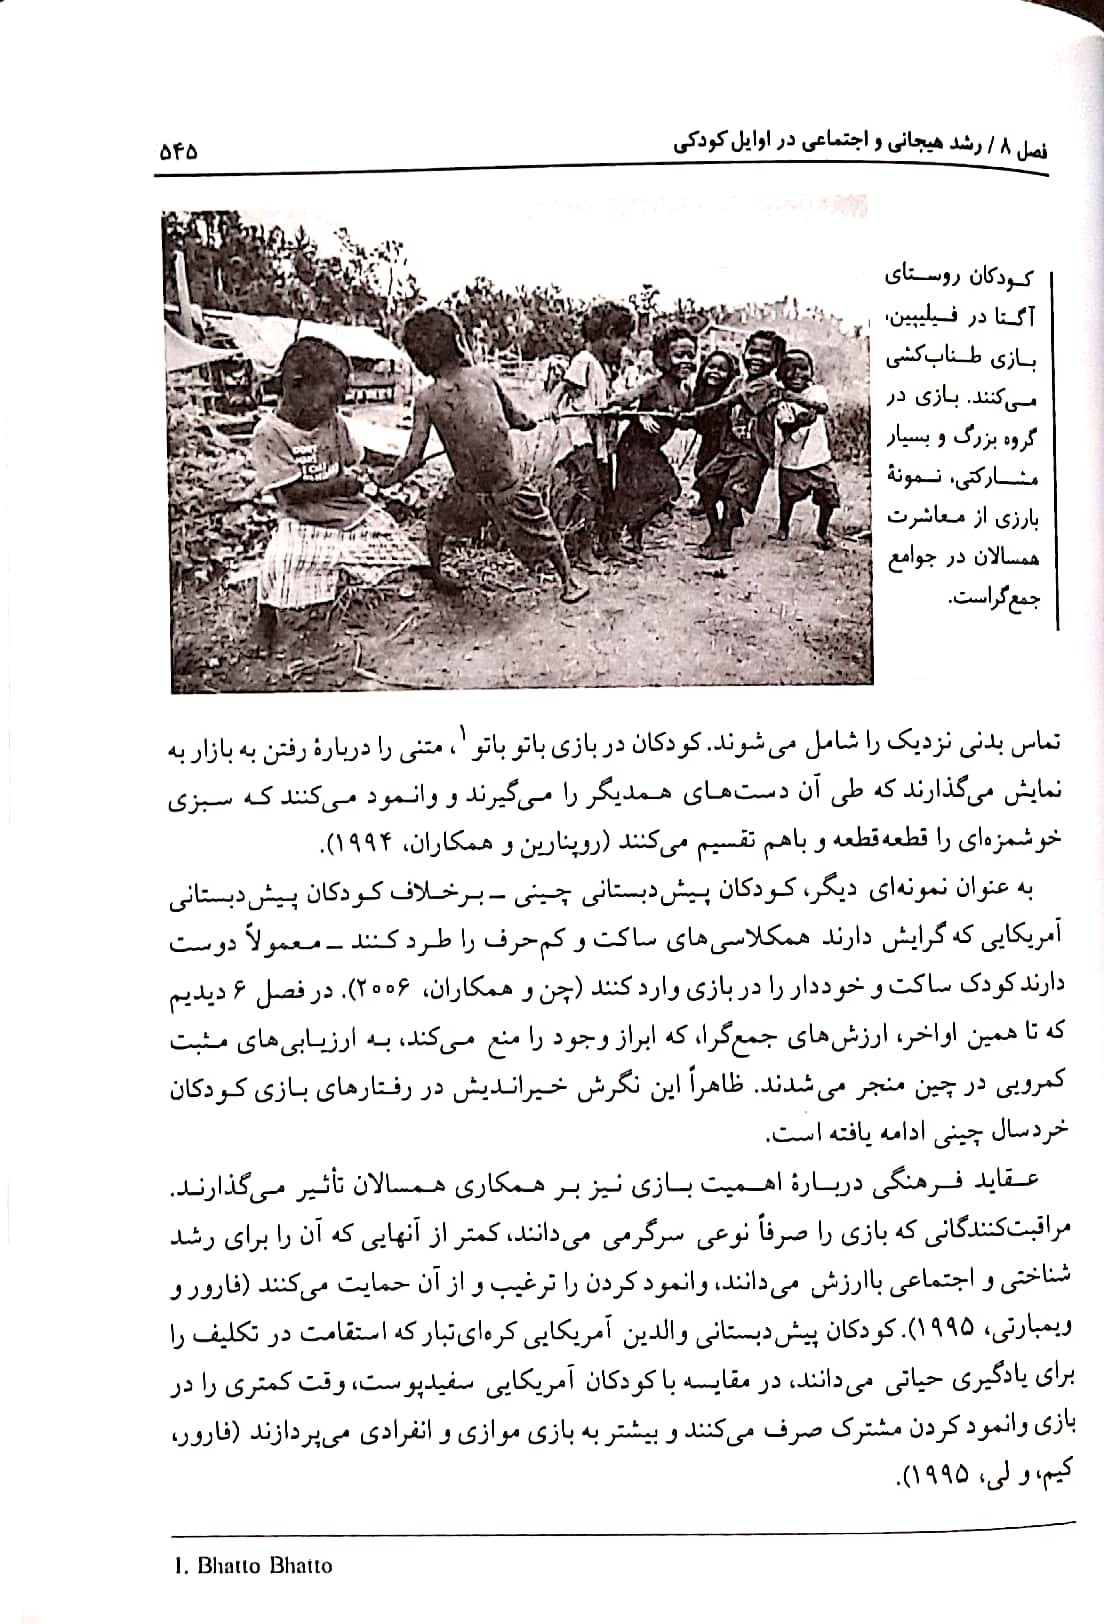 فصل ۸ / رشد هیجانی و اجتماعی در اوایل کودکی
۵۴۵
کودکان روستای
آگتا در فیلیپین،
بازی طناب‌کشی
می‌کنند. بازی در
گروه بزرگ و بسیار
مشارکتی، نمونهٔ
بارزی از معاشرت
همسالان در جوامع
جمع‌گراست.
تماس بدنی نزدیک را شامل می‌شوند. کودکان در بازی باتو باتو۱، متنی را دربارهٔ رفتن به بازار به
نمایش می‌گذارند که طی آن دست‌های همدیگر را می‌گیرند و وانمود می‌کنند که سبزی
خوشمزه‌ای را قطعه‌قطعه و باهم تقسیم می‌کنند (روپنارین و همکاران، ۱۹۹۴).
به عنوان نمونه‌ای دیگر، کودکان پیش‌دبستانی چینی ــ برخلاف کودکان پیش‌دبستانی
آمریکایی که گرایش دارند همکلاسی‌های ساکت و کم‌حرف را طرد کنند ــ معمولاً دوست
دارند کودک ساکت و خوددار را در بازی وارد کنند (چن و همکاران، ۲۰۰۶). در فصل ۶ دیدیم
که تا همین اواخر، ارزش‌های جمع‌گرا، که ابراز وجود را منع می‌کند، به ارزیابی‌های مثبت
کمرویی در چین منجر می‌شدند. ظاهراً این نگرش خیراندیش در رفتارهای بازی کودکان
خردسال چینی ادامه یافته است.
عقاید فرهنگی دربارهٔ اهمیت بازی نیز بر همکاری همسالان تأثیر می‌گذارند.
مراقبت‌کنندگانی که بازی را صرفاً نوعی سرگرمی می‌دانند، کمتر از آنهایی که آن را برای رشد
شناختی و اجتماعی باارزش می‌دانند، وانمود کردن را ترغیب و از آن حمایت می‌کنند (فارور و
ویمبارتی، ۱۹۹۵). کودکان پیش‌دبستانی والدین آمریکایی کره‌ای‌تبار که استقامت در تکلیف را
برای یادگیری حیاتی می‌دانند، در مقایسه با کودکان آمریکایی سفیدپوست، وقت کمتری را در
بازی وانمود کردن مشترک صرف می‌کنند و بیشتر به بازی موازی و انفرادی می‌پردازند (فارور،
کیم، و لی، ۱۹۹۵).
1. Bhatto Bhatto